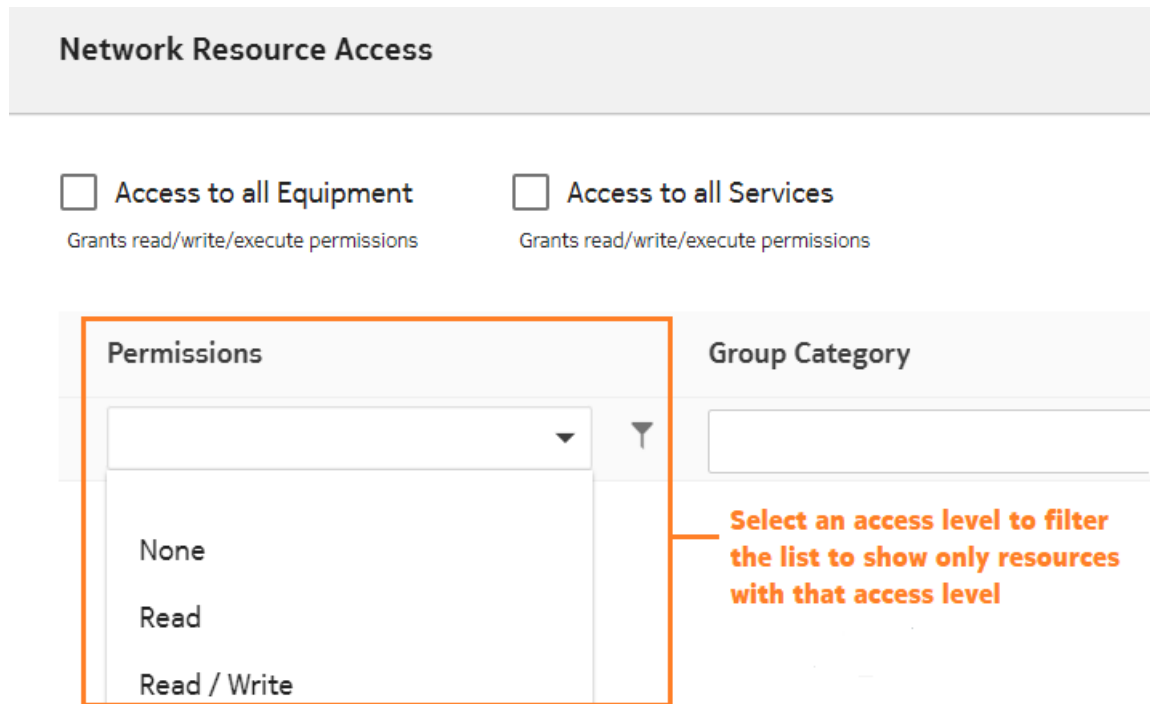 Network Resource Access
Access to all Equipment
Grants read/write/execute permissions
Access to all Services
Grants read/write/execute permissions
Permissions
Group Category
None
Read
Read / Write
Select an access level to filter
the list to show only resources
with that access level